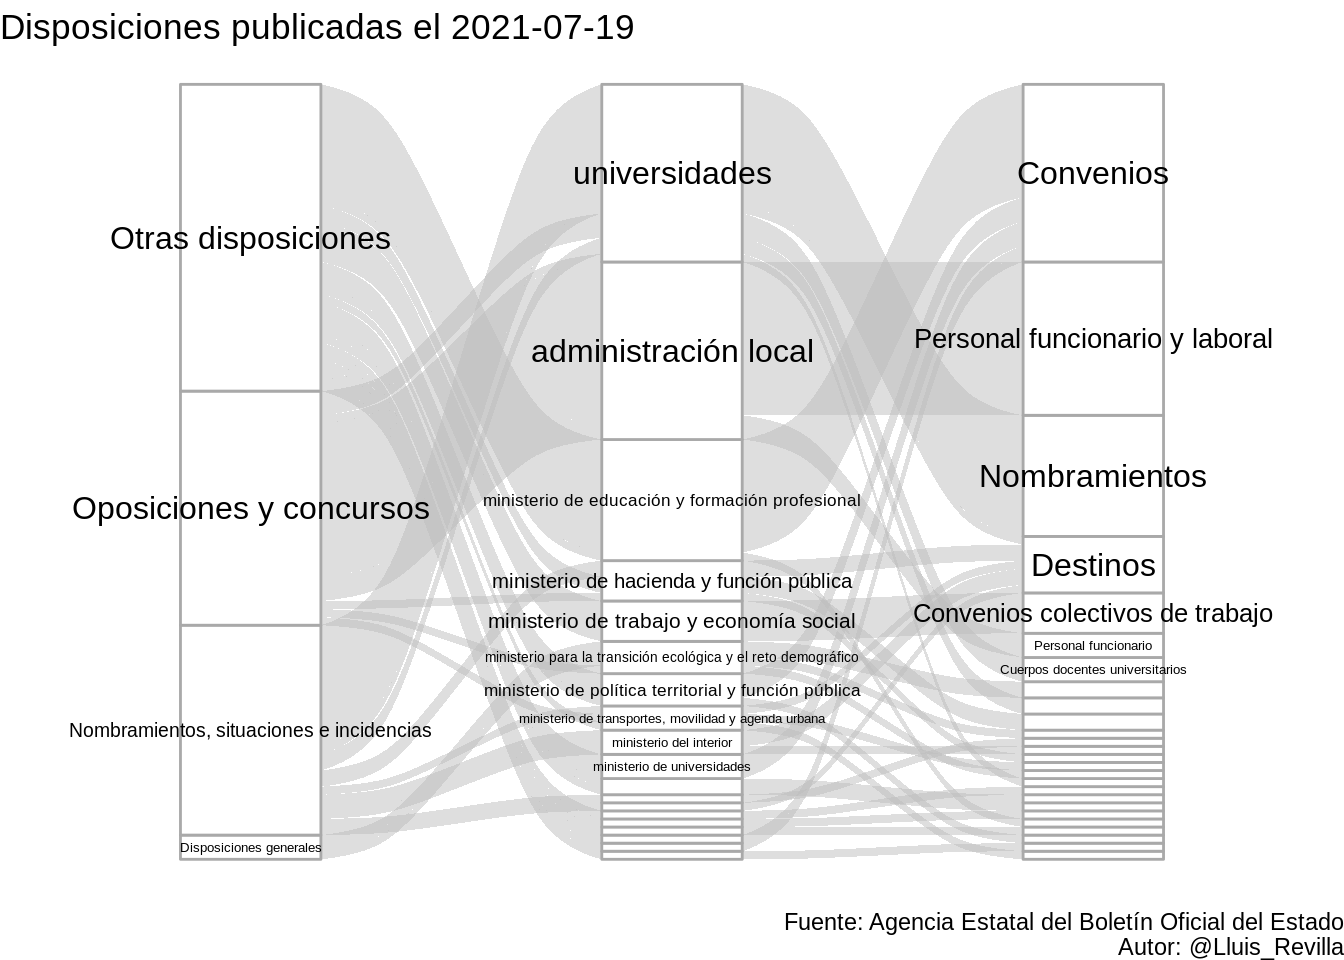 Disposiciones publicadas el 2021-07-19
Otras disposiciones
Oposiciones y concursos
Nombramientos, situaciones e incidencias
Disposiciones generales
universidades
administración local
ministerio de educación y formación profesional
ministerio de hacienda y función pública
ministerio de trabajo y economía social
ministerio para la transición ecológica y el reto demográfico
ministerio de política territorial y función pública
ministerio de transportes, movilidad y agenda urbana
ministerio del interior
ministerio de universidades
Convenios
Personal funcionario y laboral
Nombramientos
Destinos
Convenios colectivos de trabajo
Personal funcionario
Cuerpos docentes universitarios
Fuente: Agencia Estatal del Boletín Oficial del Estado
Autor: @Lluis_Revilla